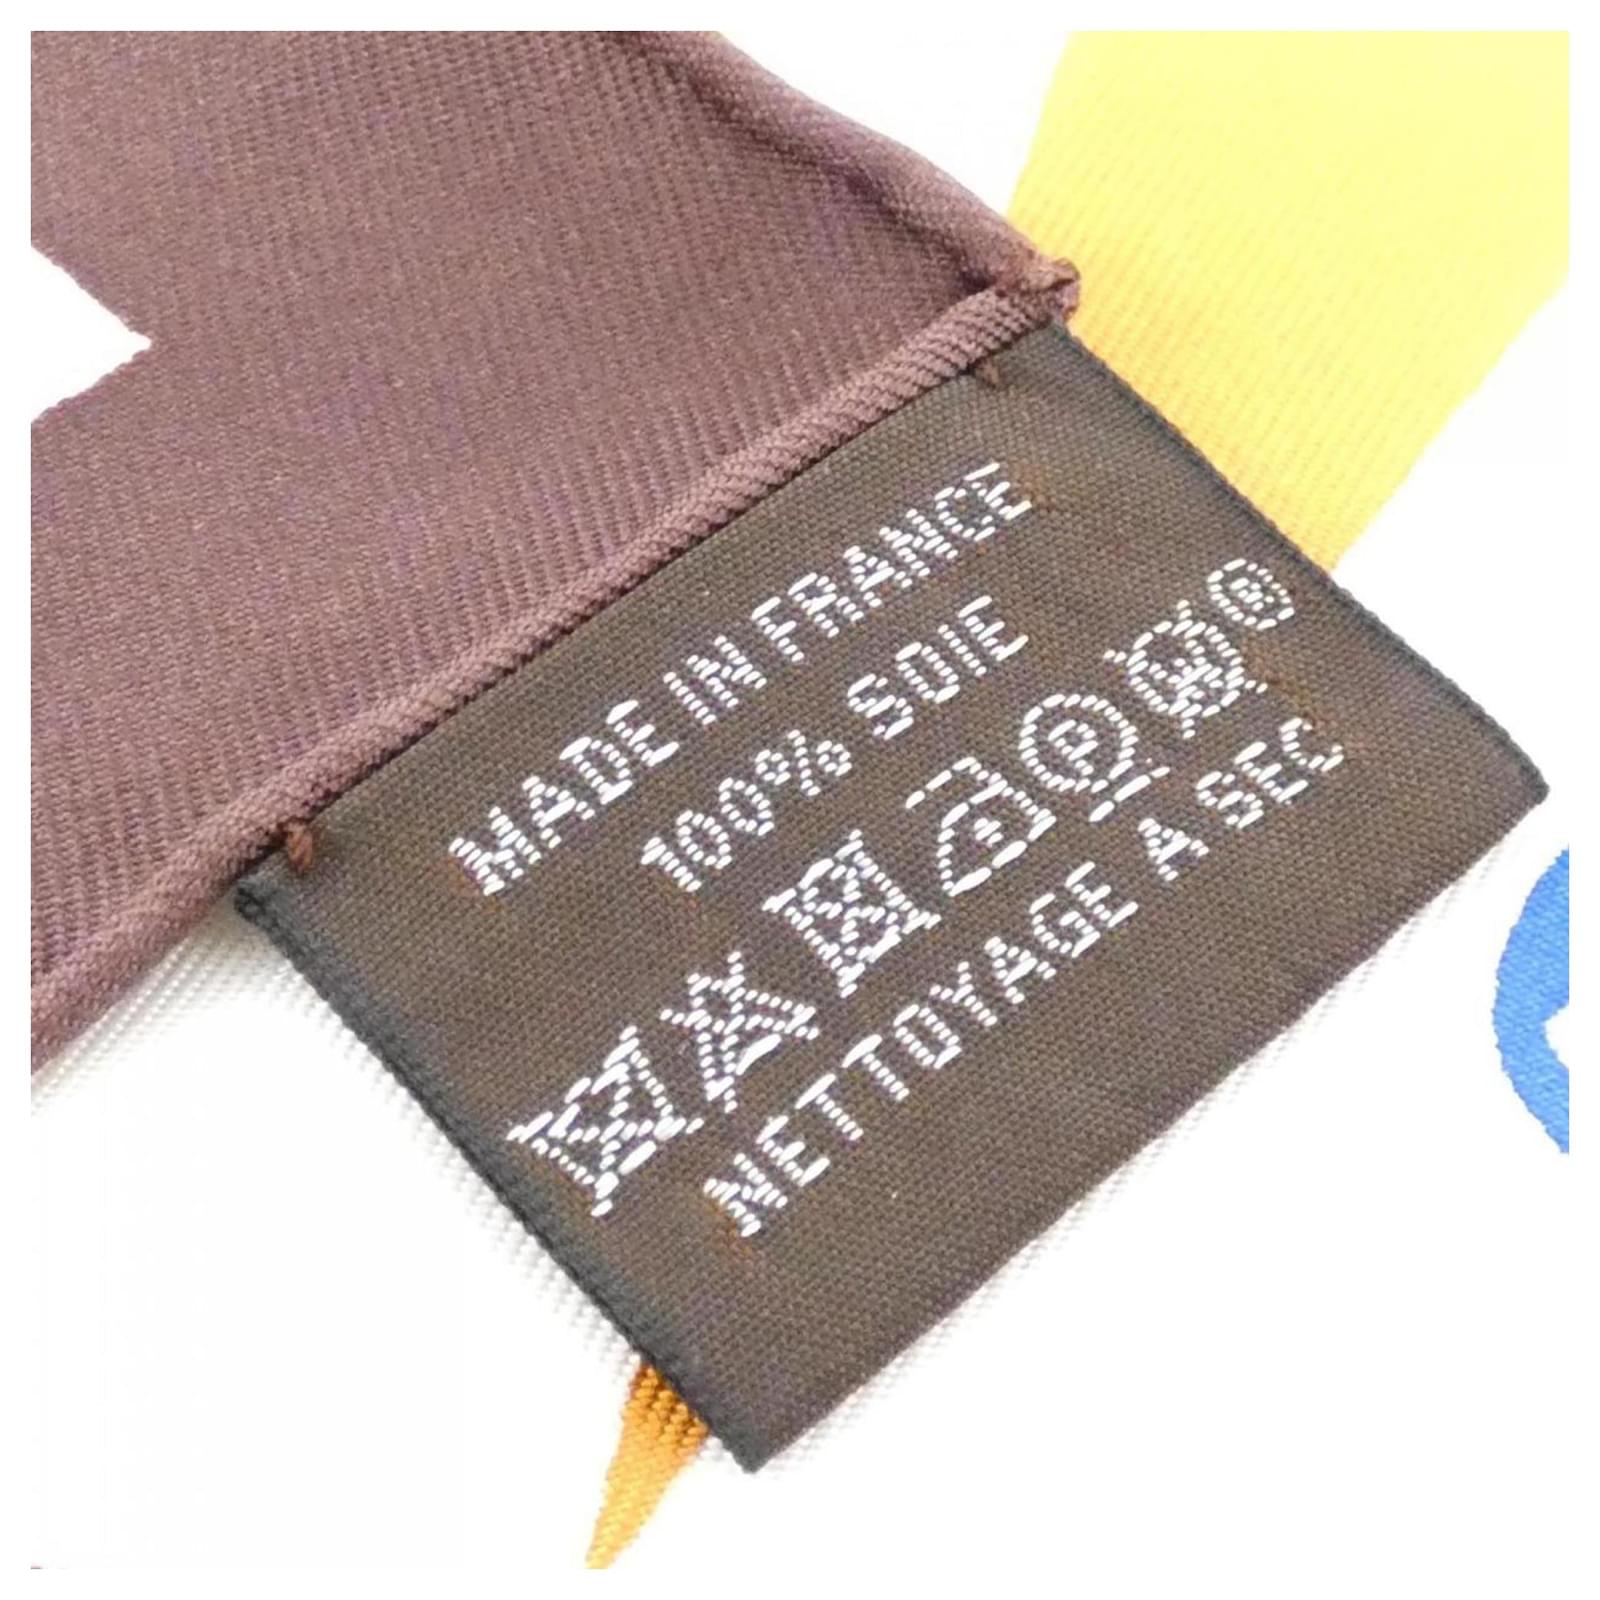 MADE IN FRANCE
100% SOIE
P
®
NETTOYAGE A SEC